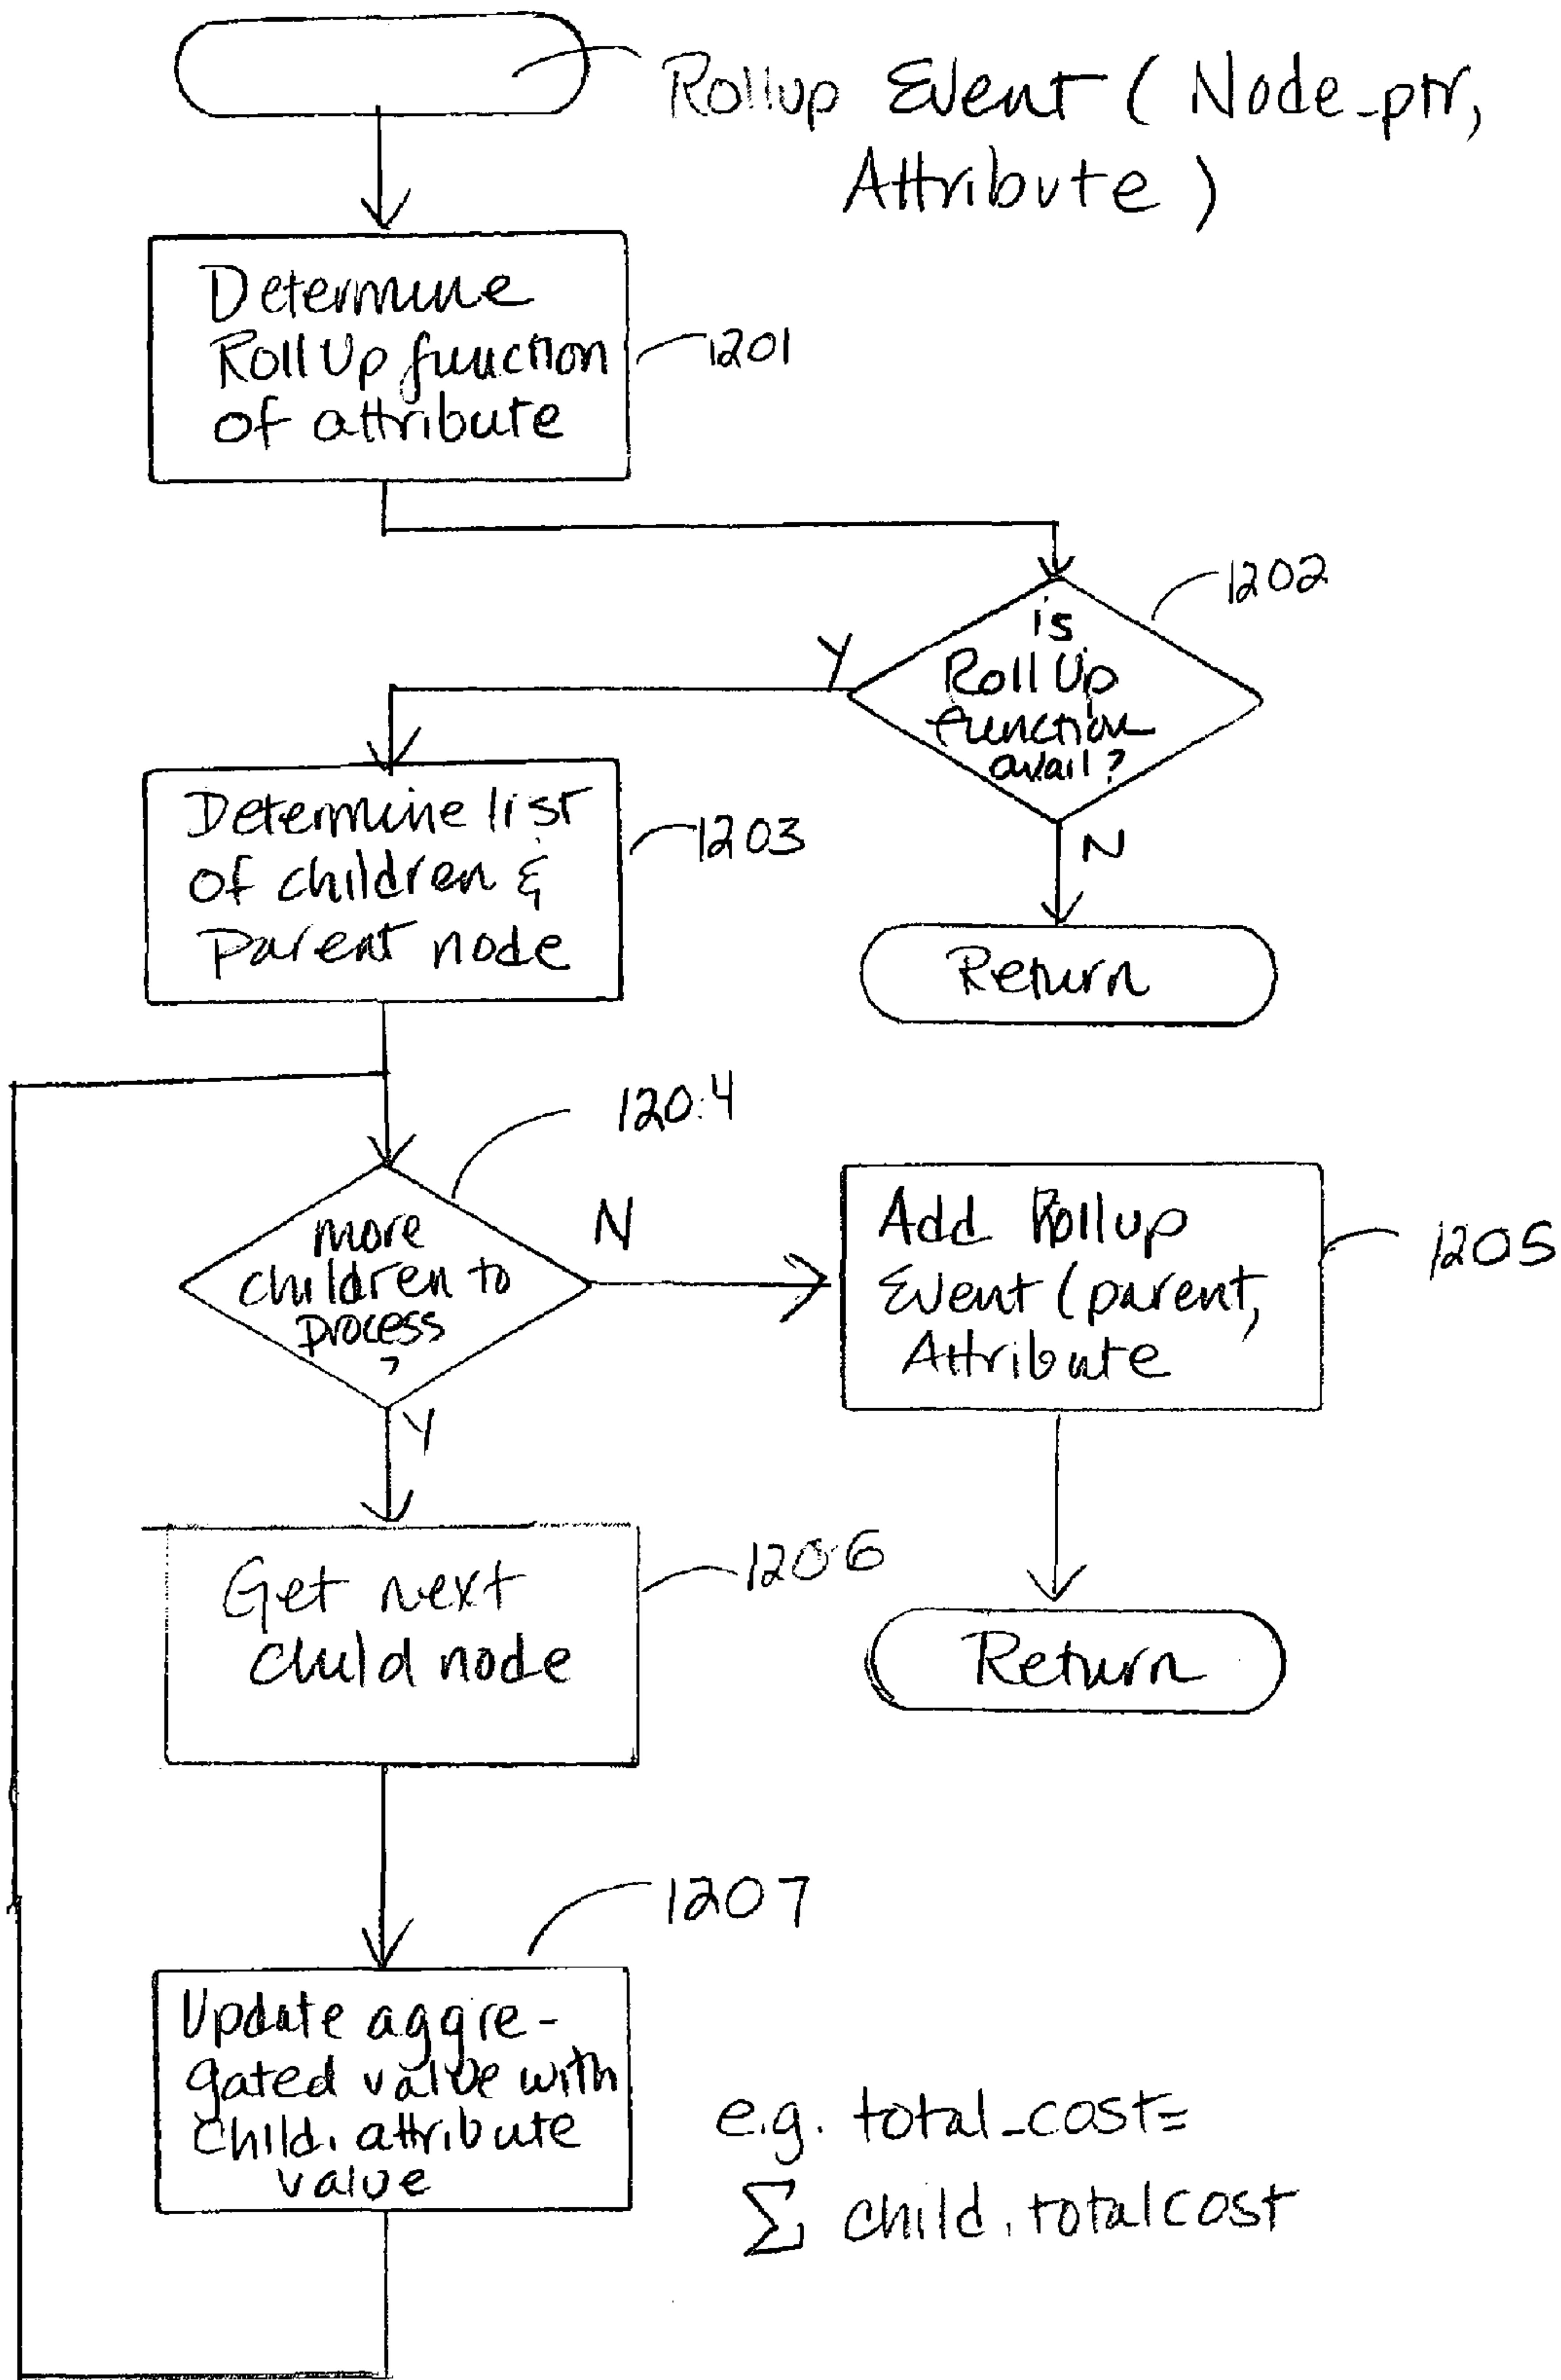 Rollup Event ( Node_ptr,
Attribute )
Determine
Roll Up function
of attribute
1201
1202
is
Roll Up
function
avail?
Y
N
Determine list
of children &
parent node
1203
Return
1204
more
children to
process
?
N
Y
Add Rollup
Event (parent,
Attribute
1205
Get next
child node
1206
Return
1207
Update aggre-
gated value with
child. attribute
value
e.g. total_cost=
∑ child. totalcost